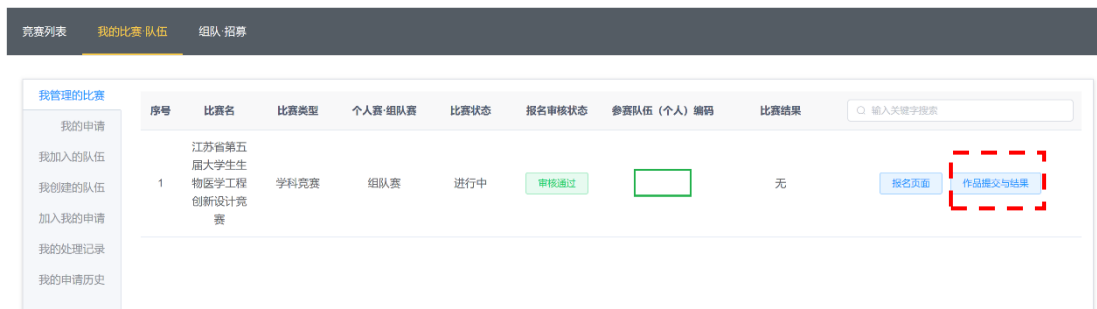 竞赛列表 我的比赛·队伍 组队·招募
我管理的比赛
我的申请
我加入的队伍
我创建的队伍
加入我的申请
我的处理记录
我的申请历史
序号 比赛名 比赛类型 个人赛·组队赛 比赛状态 报名审核状态 参赛队伍（个人）编码 比赛结果 输入关键字搜索
江苏省第五
届大学生生
1 物医学工程 学科竞赛 组队赛 进行中 审核通过 无 报名页面 作品提交与结果
创新设计竞
赛